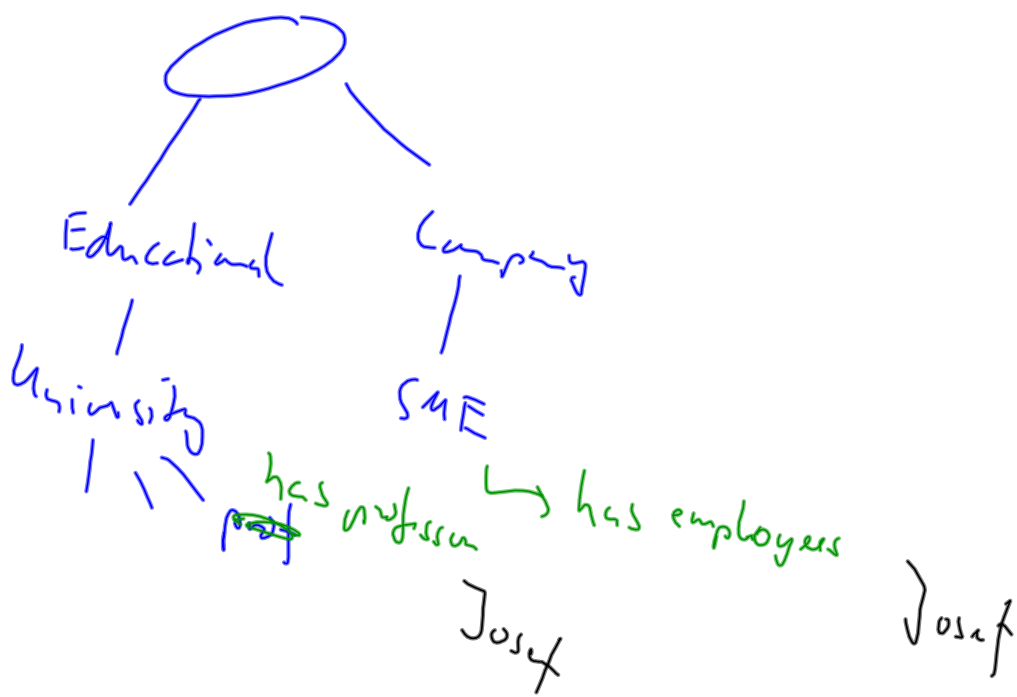 Educational
Company
University
SME
has professor
has employees
Josef
Josef